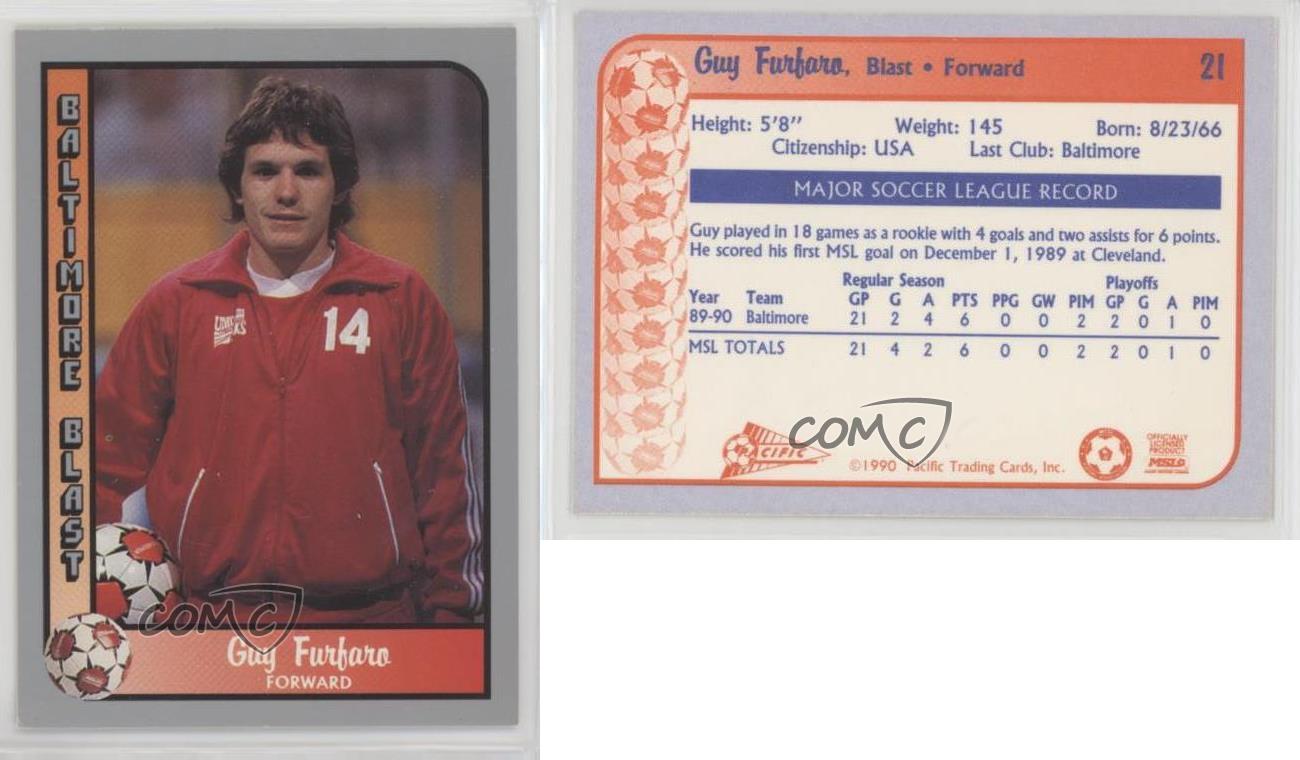 BALTIMORE BLAST
14
Guy Furfaro
FORWARD
COMC
Guy Furfaro, Blast • Forward 21
Height: 5'8" Weight: 145 Born: 8/23/66
Citizenship: USA Last Club: Baltimore
MAJOR SOCCER LEAGUE RECORD
Guy played in 18 games as a rookie with 4 goals and two assists for 6 points.
He scored his first MSL goal on December 1, 1989 at Cleveland.
Regular Season Playoffs
Year Team GP G A PTS PPG GW PIM GP G A PIM
89-90 Baltimore 21 2 4 6 0 0 2 2 0 1 0
MSL TOTALS 21 4 2 6 0 0 2 2 0 1 0
COMC
PACIFIC
©1990 Pacific Trading Cards, Inc.
OFFICIALLY
LICENSED
PRODUCT
MSL